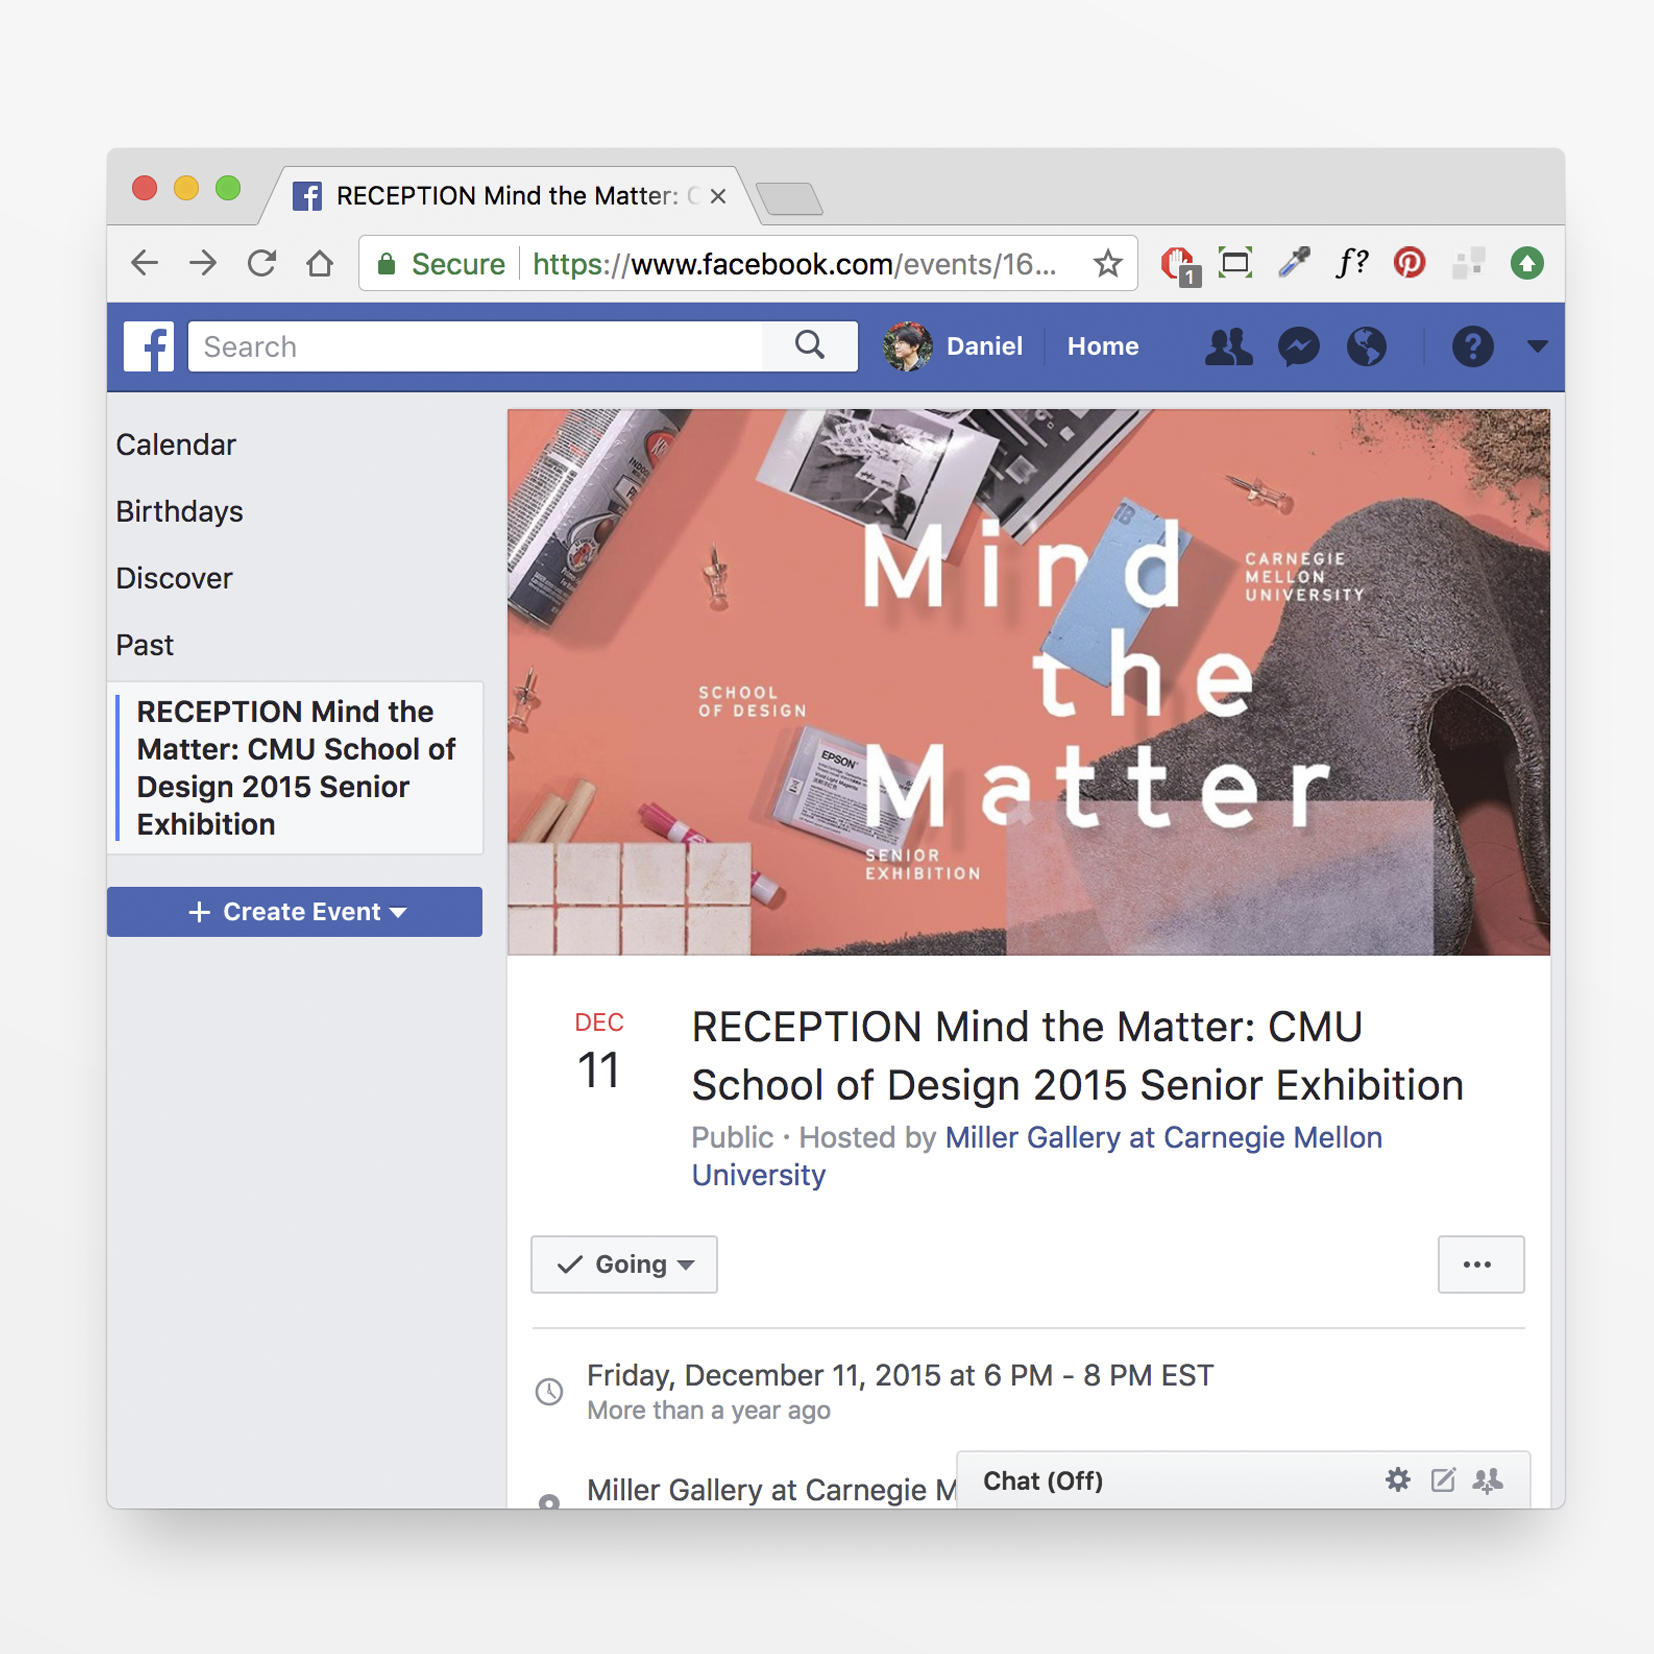 RECEPTION Mind the Matter: C
Secure
https://www.facebook.com/events/16...
1
f?
Search
Daniel
Home
?
Calendar
Birthdays
Discover
Past
RECEPTION Mind the
Matter: CMU School of
Design 2015 Senior
Exhibition
+ Create Event
1B
Mind
the
Matter
CARNEGIE
MELLON
UNIVERSITY
SCHOOL
OF DESIGN
EPSON
Vivid Light Magenta
SENIOR
EXHIBITION
DEC
11
RECEPTION Mind the Matter: CMU
School of Design 2015 Senior Exhibition
Public · Hosted by Miller Gallery at Carnegie Mellon
University
Going
...
Friday, December 11, 2015 at 6 PM - 8 PM EST
More than a year ago
Miller Gallery at Carnegie M
Chat (Off)